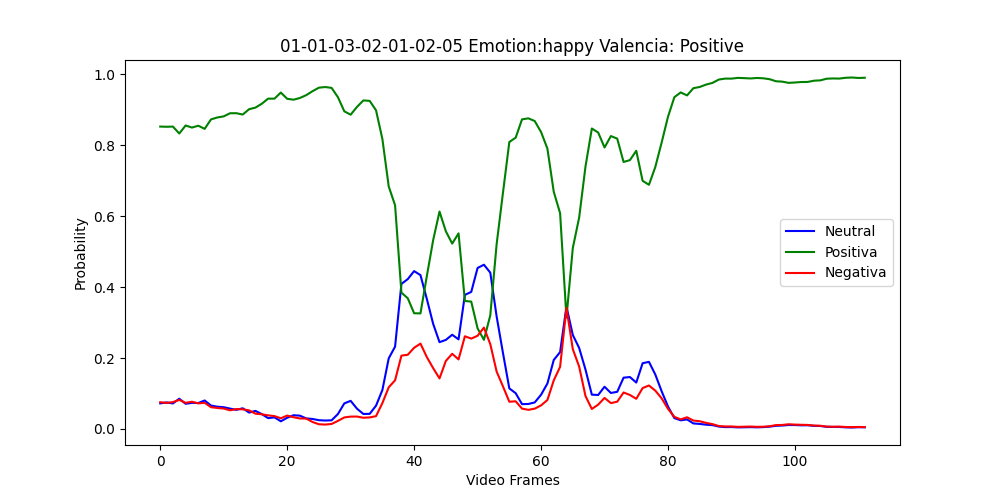 01-01-03-02-01-02-05 Emotion:happy Valencia: Positive
1.0
0.8
0.6
0.4
0.2
0.0
Probability
Neutral
Positiva
Negativa
0 20 40 60 80 100
Video Frames